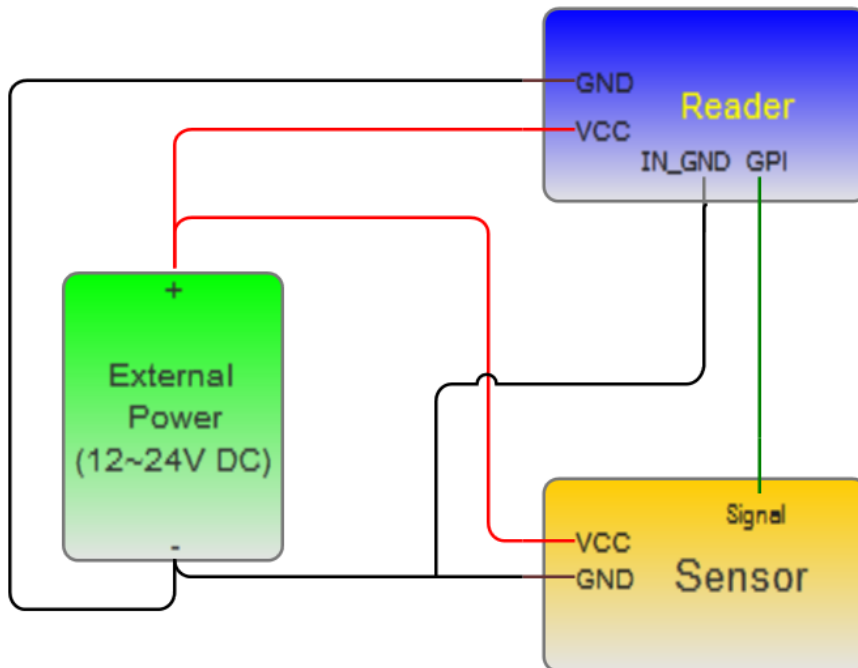 GND
Reader
VCC
IN_GND GPI
+
External
Power
(12~24V DC)
-
Signal
VCC
GND
Sensor